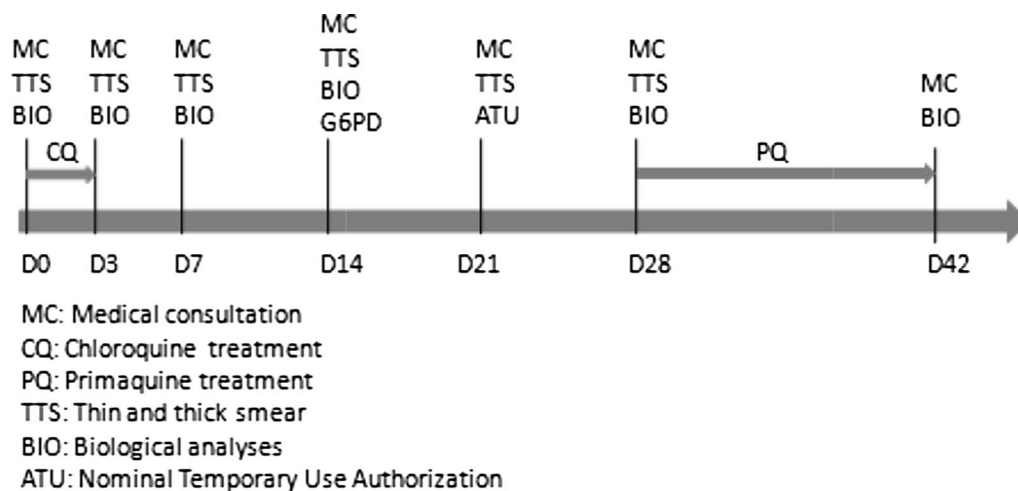 MC MC MC MC MC MC
TTS TTS TTS TTS TTS TTS MC
BIO BIO BIO BIO ATU BIO BIO
G6PD
CQ PQ
D0 D3 D7 D14 D21 D28 D42
MC: Medical consultation
CQ: Chloroquine treatment
PQ: Primaquine treatment
TTS: Thin and thick smear
BIO: Biological analyses
ATU: Nominal Temporary Use Authorization